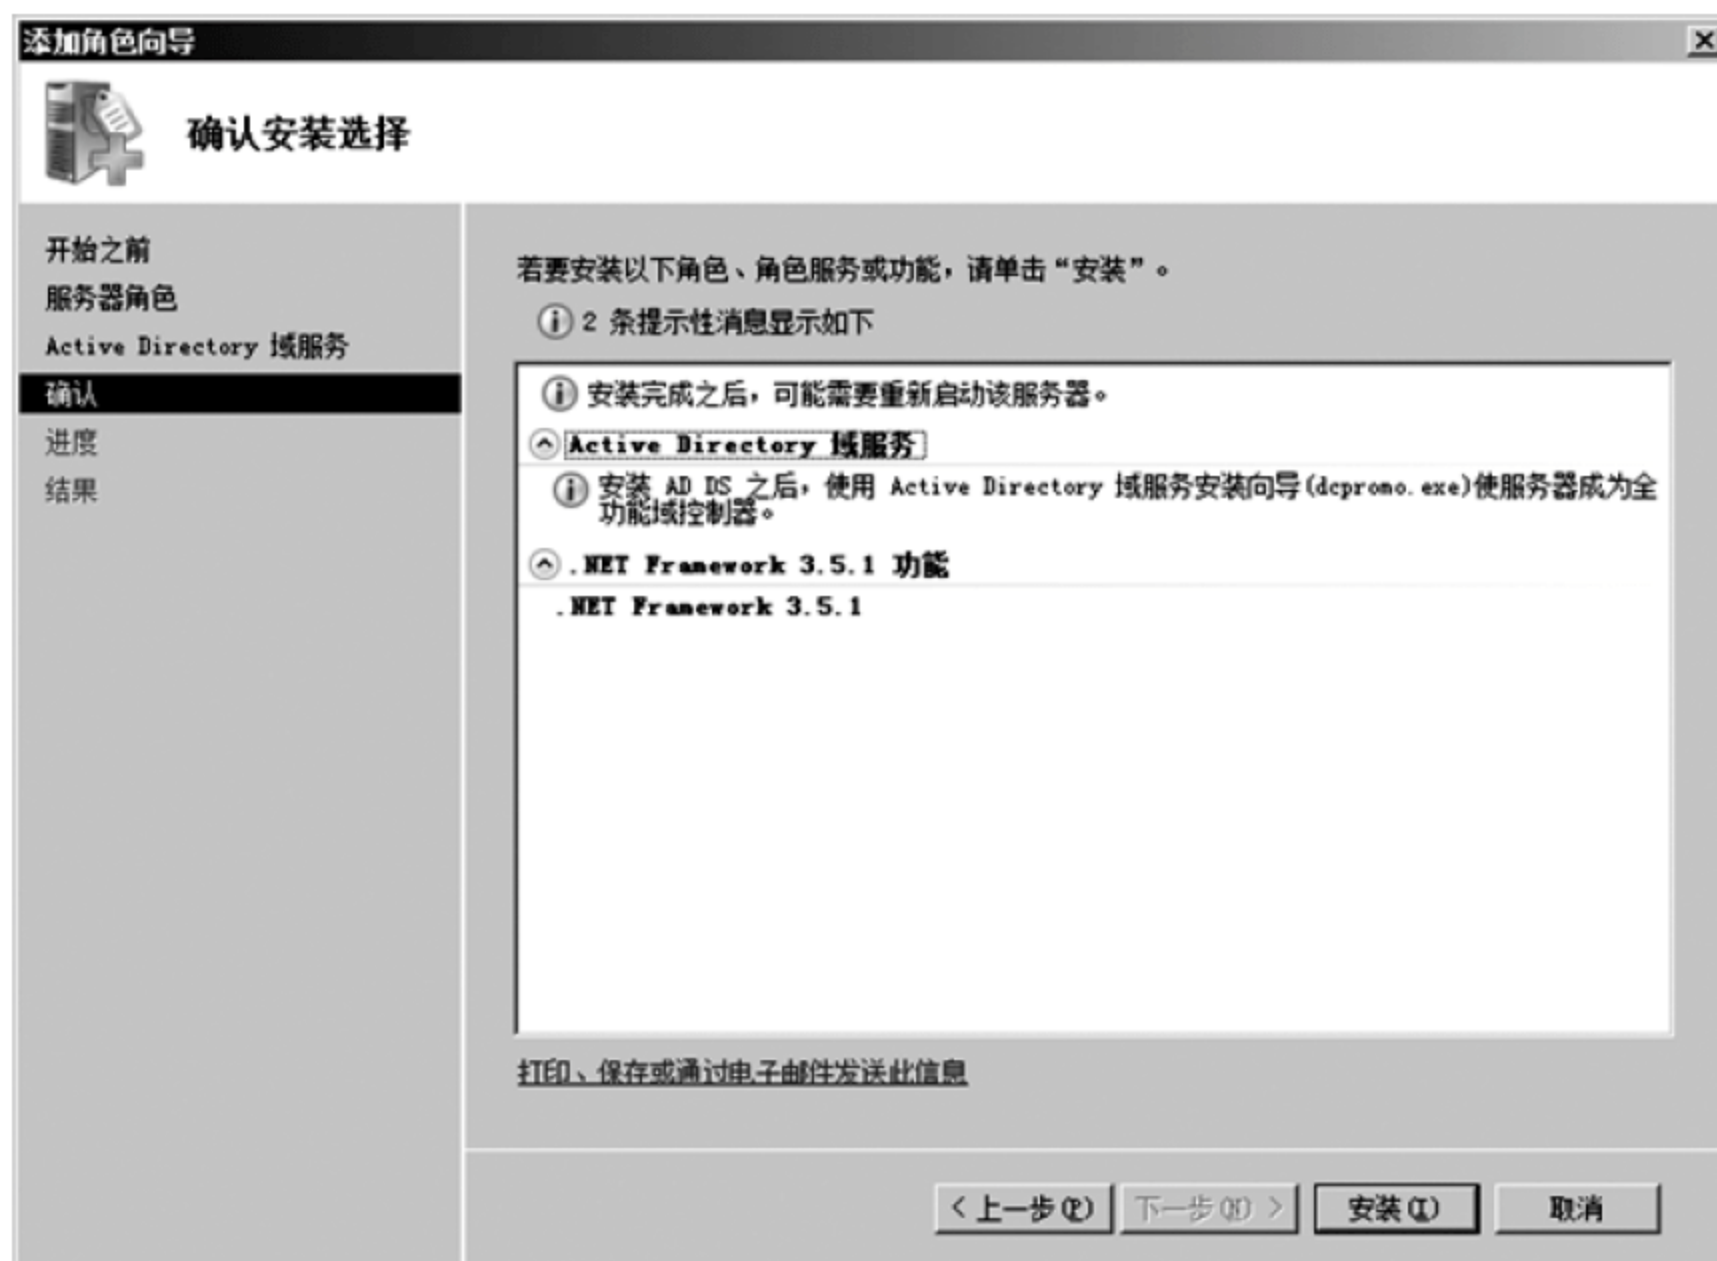 添加角色向导
确认安装选择
开始之前
服务器角色
Active Directory 域服务
确认
进度
结果
若要安装以下角色、角色服务或功能，请单击“安装”。
2 条提示性消息显示如下
安装完成之后，可能需要重新启动该服务器。
Active Directory 域服务
安装 AD DS 之后，使用 Active Directory 域服务安装向导(dcpromo.exe)使服务器成为全
功能域控制器。
.NET Framework 3.5.1 功能
.NET Framework 3.5.1
打印、保存或通过电子邮件发送此信息
< 上一步(P) 下一步(N) > 安装(I) 取消